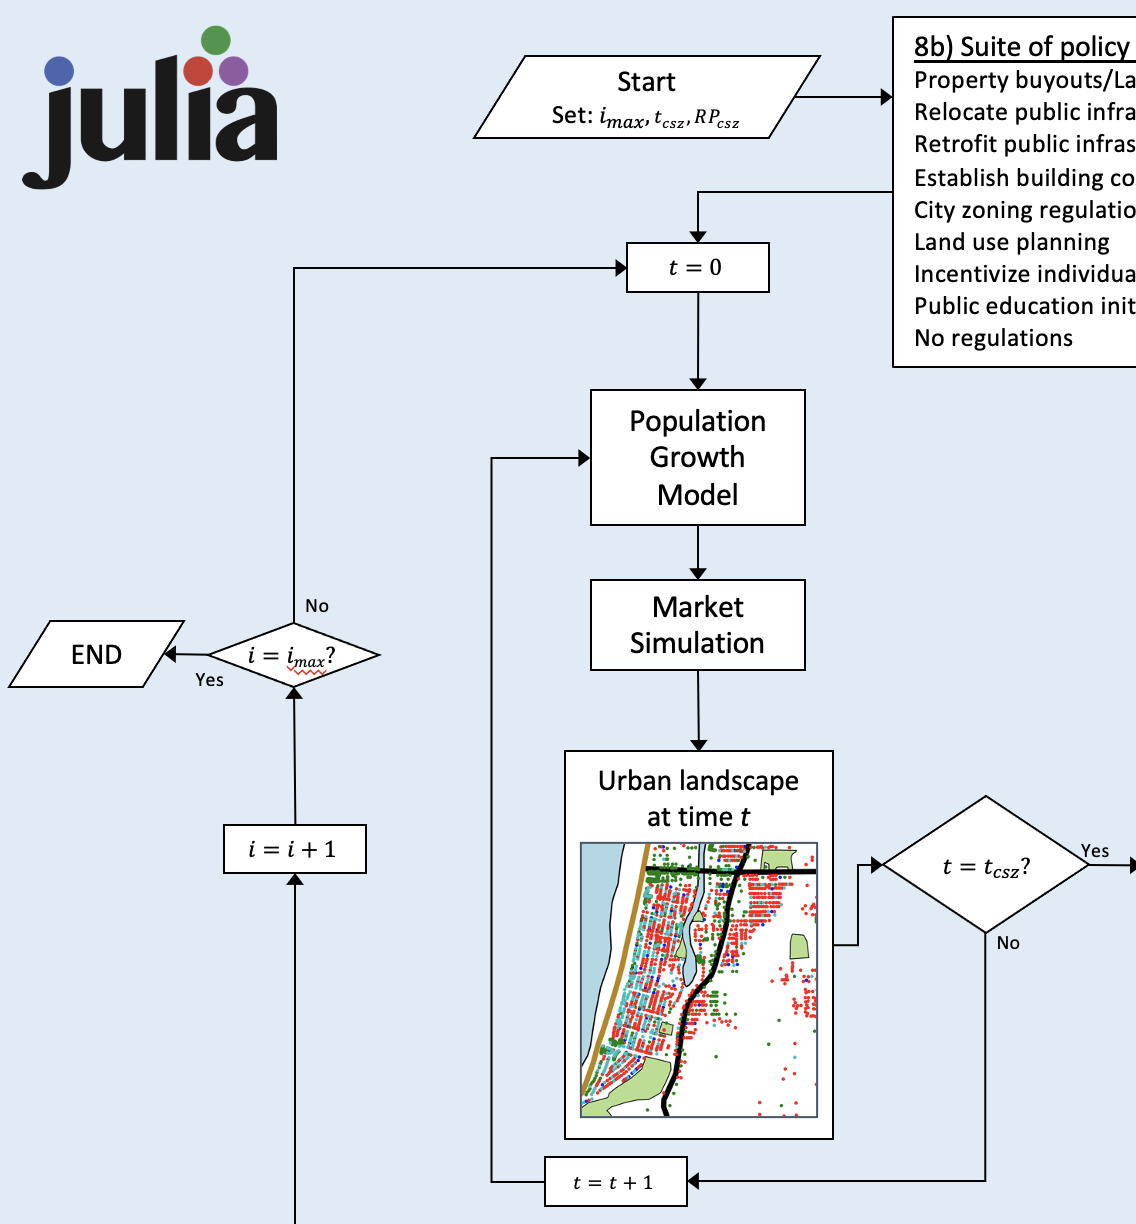 julia
Start
Set: i_max, t_csz, RP_csz
8b) Suite of policy
Property buyouts/La
Relocate public infra
Retrofit public infras
Establish building co
City zoning regulatio
Land use planning
Incentivize individua
Public education init
No regulations
t = 0
Population
Growth
Model
Market
Simulation
No
END
i = i_max?
Yes
i = i + 1
Urban landscape
at time t
t = t_csz?
Yes
No
t = t + 1